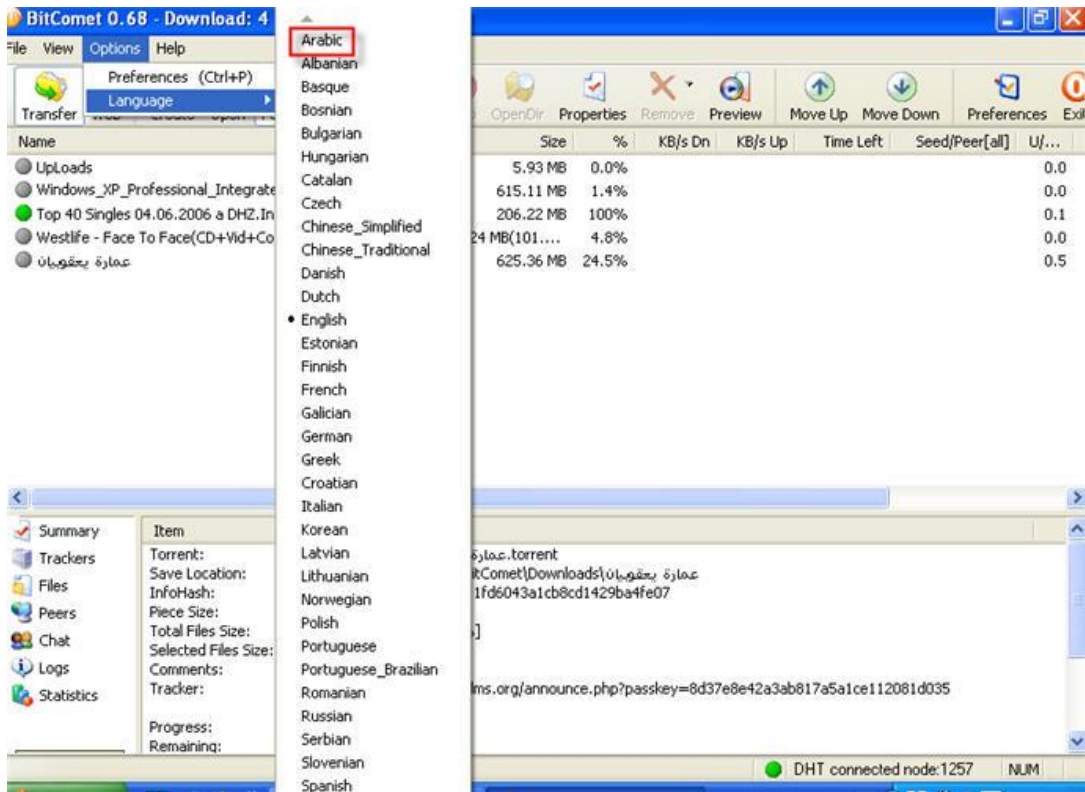 BitComet 0.68 - Download: 4
File View Options Help
Preferences (Ctrl+P)
Language
Arabic
Albanian
Basque
Bosnian
Bulgarian
Hungarian
Catalan
Czech
Chinese_Simplified
Chinese_Traditional
Danish
Dutch
English
Estonian
Finnish
French
Galician
German
Greek
Croatian
Italian
Korean
Latvian
Lithuanian
Norwegian
Polish
Portuguese
Portuguese_Brazilian
Romanian
Russian
Serbian
Slovenian
Spanish
Transfer OpenDir Properties Remove Preview Move Up Move Down Preferences Exit
Name Size % KB/s Dn KB/s Up Time Left Seed/Peer[all] U/...
UpLoads 5.93 MB 0.0% 0.0
Windows_XP_Professional_Integrate 615.11 MB 1.4% 0.0
Top 40 Singles 04.06.2006 a DHZ.In 206.22 MB 100% 0.1
Westlife - Face To Face(CD+Vid+Co 24 MB(101.... 4.8% 0.0
عمارة يعقوبيان 625.36 MB 24.5% 0.5
Summary
Trackers
Files
Peers
Chat
Logs
Statistics
Item
Torrent: عمارة.torrent
Save Location: itComet\Downloads\عمارة يعقوبيان
InfoHash: 1fd6043a1cb8cd1429ba4fe07
Piece Size:
Total Files Size:
Selected Files Size:
Comments:
Tracker: lms.org/announce.php?passkey=8d37e8e42a3ab817a5a1ce112081d035
Progress:
Remaining:
DHT connected node:1257 NUM